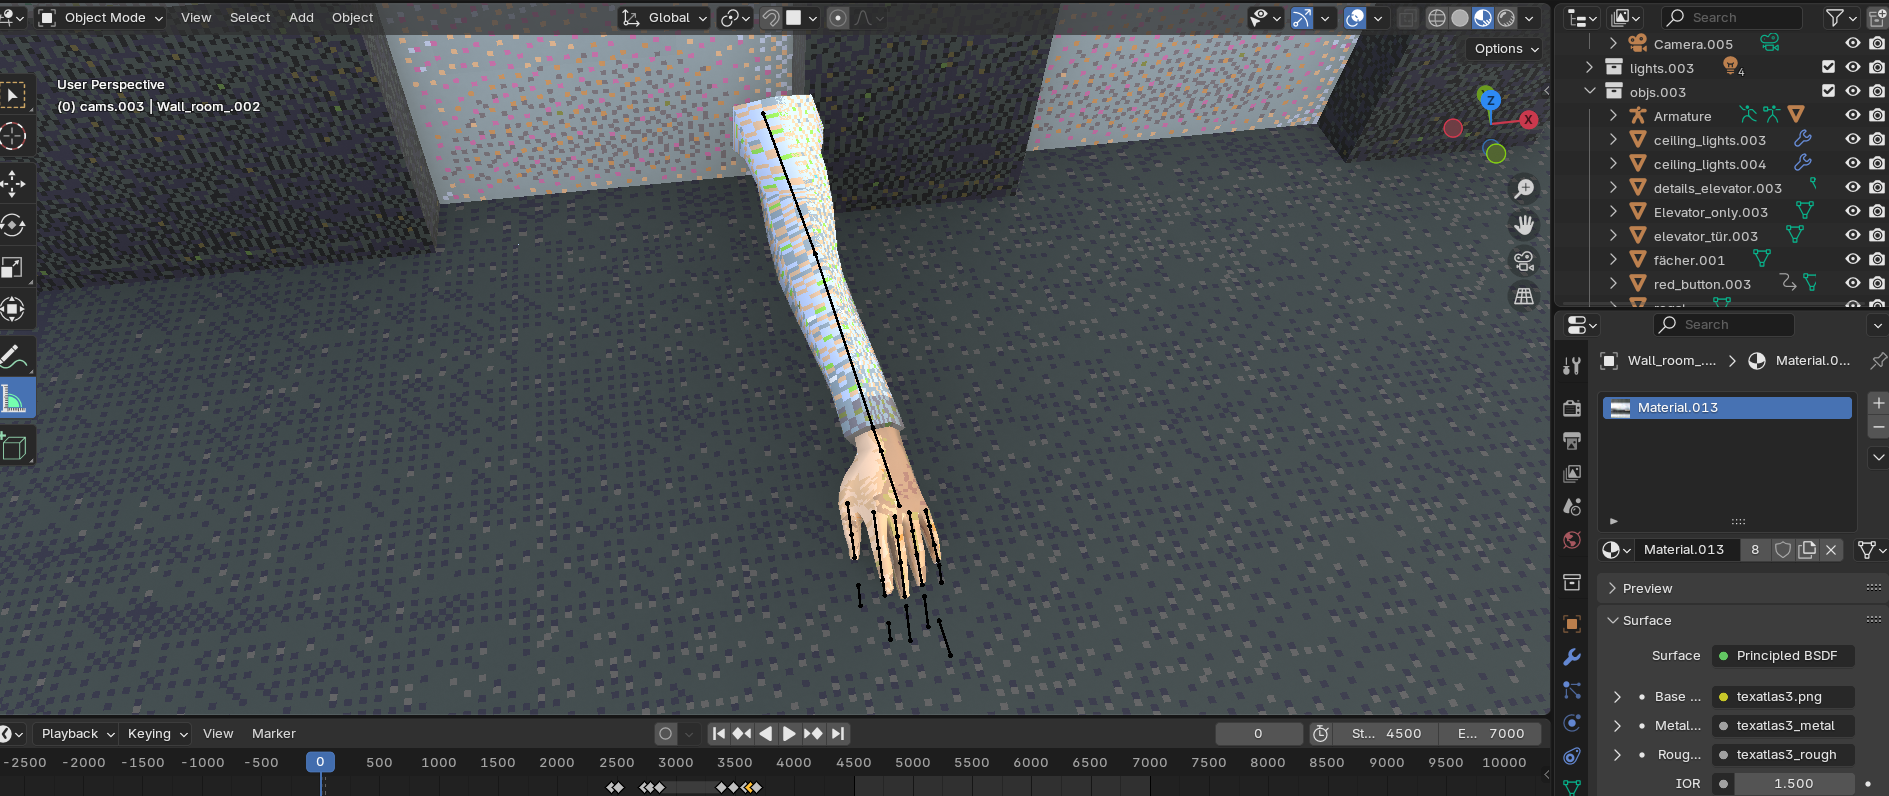 Object Mode View Select Add Object Global Search
Options
User Perspective
(0) cams.003 | Wall_room_.002
Z
X
Camera.005
lights.003 4
objs.003
Armature
ceiling_lights.003
ceiling_lights.004
details_elevator.003
Elevator_only.003
elevator_tür.003
fächer.001
red_button.003
Search
Wall_room_.... Material.0...
Material.013
Material.013 8
Preview
Surface
Surface Principled BSDF
Base ... texatlas3.png
Metal... texatlas3_metal
Roug... texatlas3_rough
IOR 1.500
Playback Keying View Marker 0 St... 4500 E... 7000
-2500 -2000 -1500 -1000 -500 0 500 1000 1500 2000 2500 3000 3500 4000 4500 5000 5500 6000 6500 7000 7500 8000 8500 9000 9500 10000